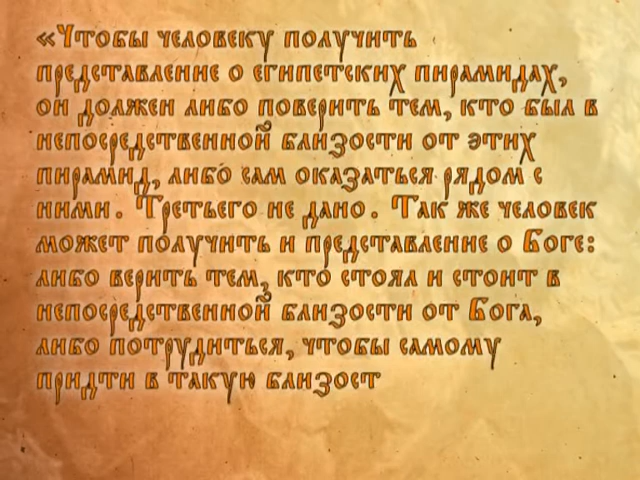 «Чтобы человеку получить
представление о египетских пирамидах,
он должен либо поверить тем, кто был в
непосредственной близости от этих
пирамид, либо сам оказаться рядом с
ними. Третьего не дано. Так же человек
может получить и представление о Боге:
либо верить тем, кто стоял и стоит в
непосредственной близости от Бога,
либо потрудиться, чтобы самому
придти в такую близост